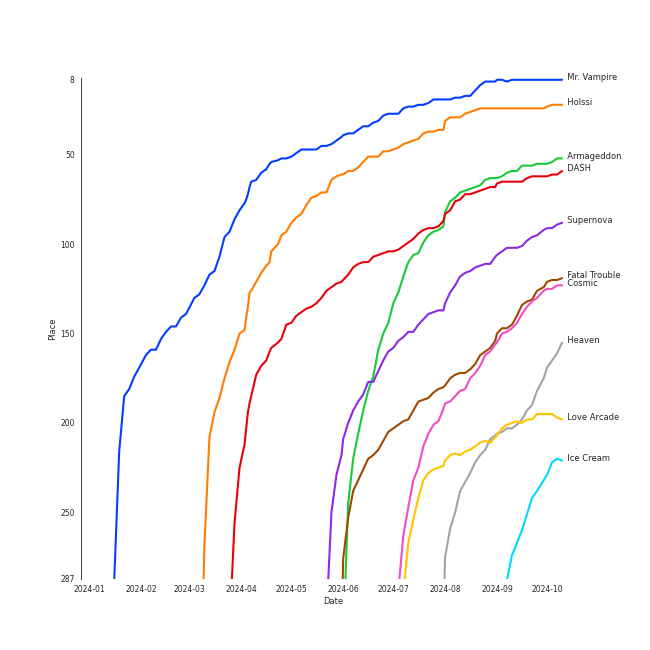 8
50
100
150
200
250
287
Place
2024-01
2024-02
2024-03
2024-04
2024-05
2024-06
2024-07
2024-08
2024-09
2024-10
Date
Mr. Vampire
Holssi
Armageddon
DASH
Supernova
Fatal Trouble
Cosmic
Heaven
Love Arcade
Ice Cream